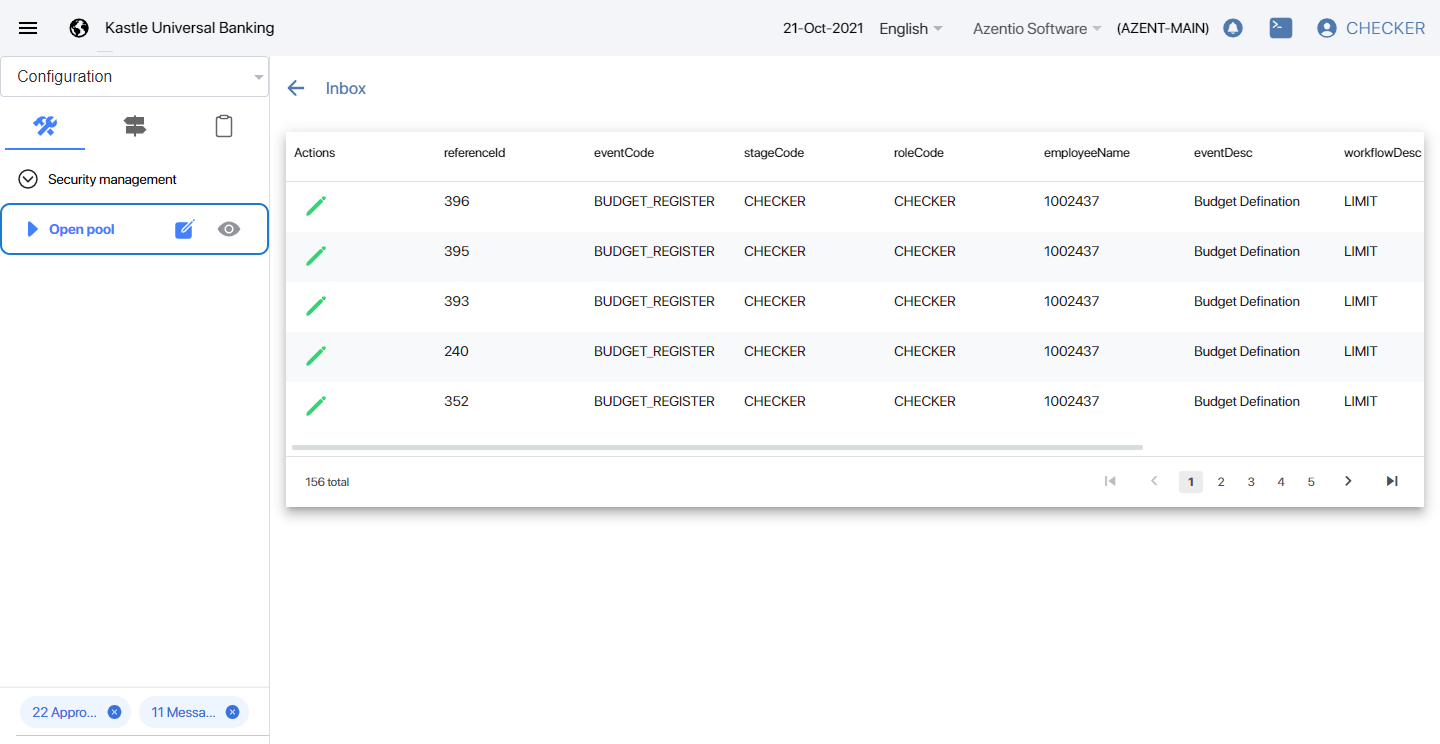 Kastle Universal Banking 21-Oct-2021 English Azentio Software (AZENT-MAIN) CHECKER
Configuration
Inbox
Security management
Open pool
Actions referenceId eventCode stageCode roleCode employeeName eventDesc workflowDesc
396 BUDGET_REGISTER CHECKER CHECKER 1002437 Budget Defination LIMIT
395 BUDGET_REGISTER CHECKER CHECKER 1002437 Budget Defination LIMIT
393 BUDGET_REGISTER CHECKER CHECKER 1002437 Budget Defination LIMIT
240 BUDGET_REGISTER CHECKER CHECKER 1002437 Budget Defination LIMIT
352 BUDGET_REGISTER CHECKER CHECKER 1002437 Budget Defination LIMIT
156 total 1 2 3 4 5
22 Appro... 11 Messa...